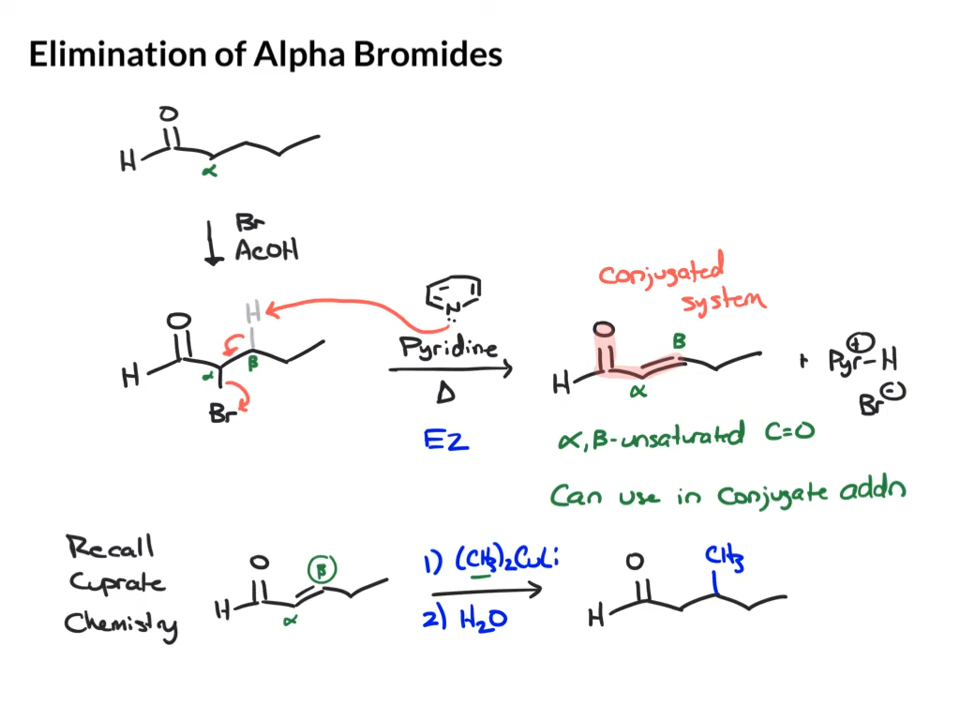 Elimination of Alpha Bromides
O
H
α
Br
AcOH
O
H
H
α
β
Br
N
Pyridine
Δ
E2
Conjugated
system
O
H
α
β
+ Pyr-H ⊕
Br ⊖
α,β-unsaturated C=O
Can use in conjugate addn
Recall
Cuprate
Chemistry
O
H
α
β
1) (CH3)2CuLi
2) H2O
O
H
CH3